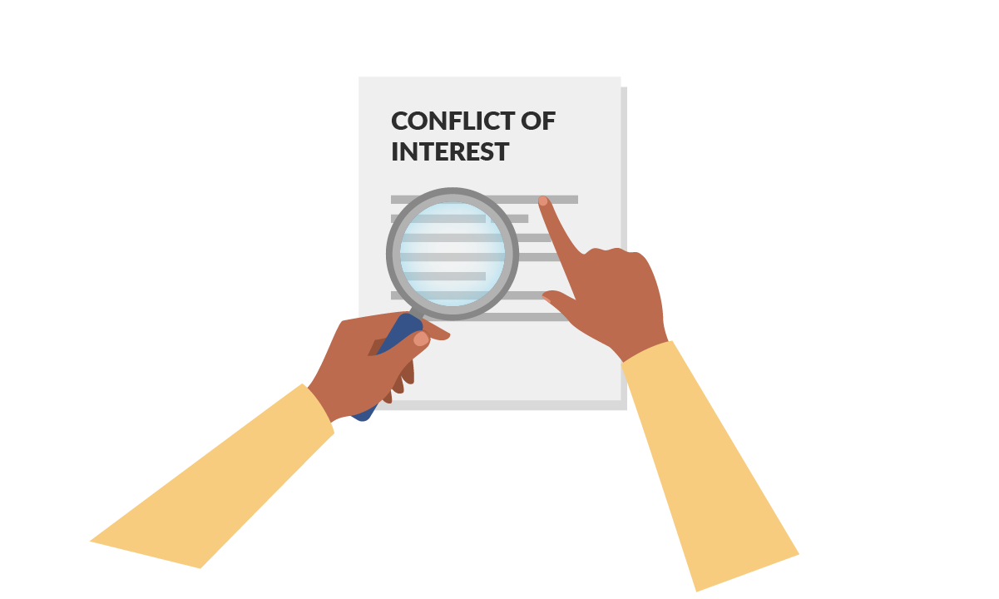 CONFLICT OF
INTEREST